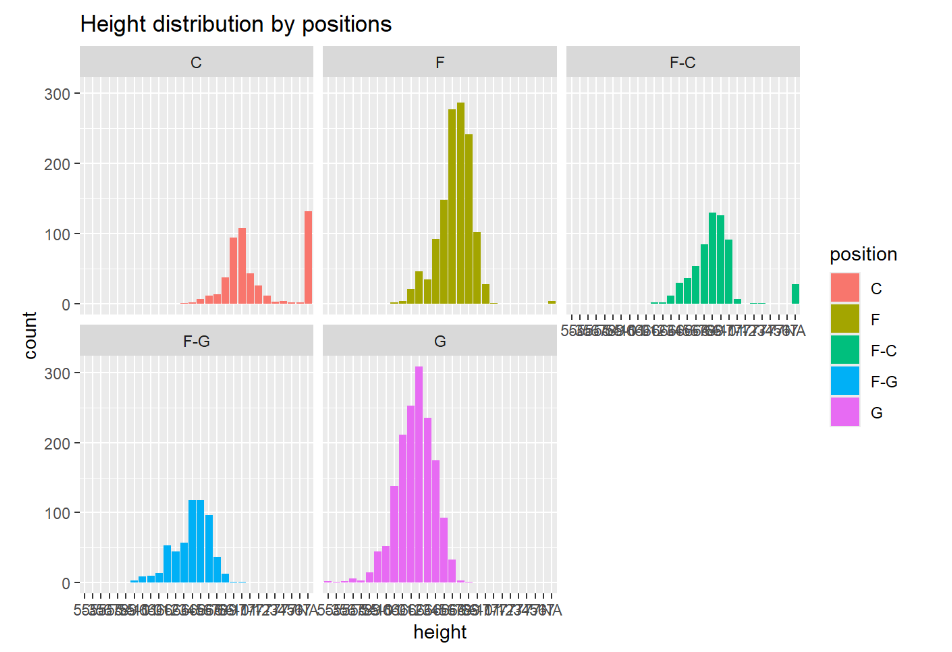 Height distribution by positions
C
F
F-C
300
200
100
0
count
F-G
G
300
200
100
0
height
position
C
F
F-C
F-G
G